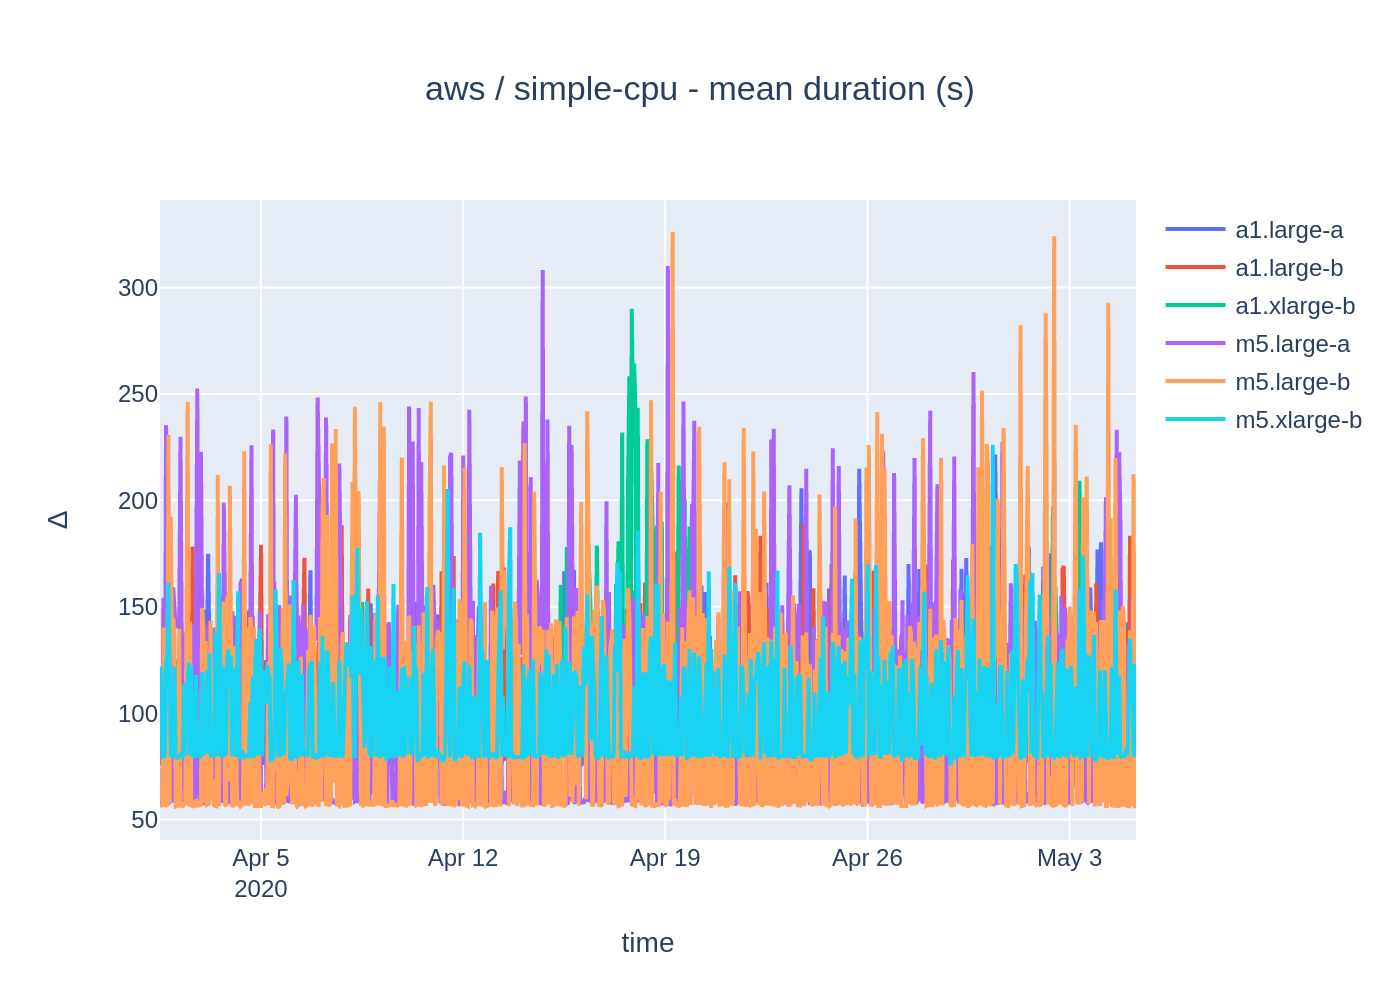 aws / simple-cpu - mean duration (s)
a1.large-a
a1.large-b
a1.xlarge-b
m5.large-a
m5.large-b
m5.xlarge-b
300
250
200
150
100
50
Δ
Apr 5
2020
Apr 12
Apr 19
Apr 26
May 3
time